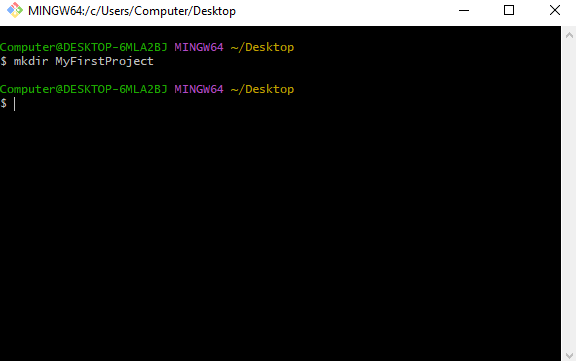 MINGW64:/c/Users/Computer/Desktop
Computer@DESKTOP-6MLA2BJ MINGW64 ~/Desktop
$ mkdir MyFirstProject
Computer@DESKTOP-6MLA2BJ MINGW64 ~/Desktop
$